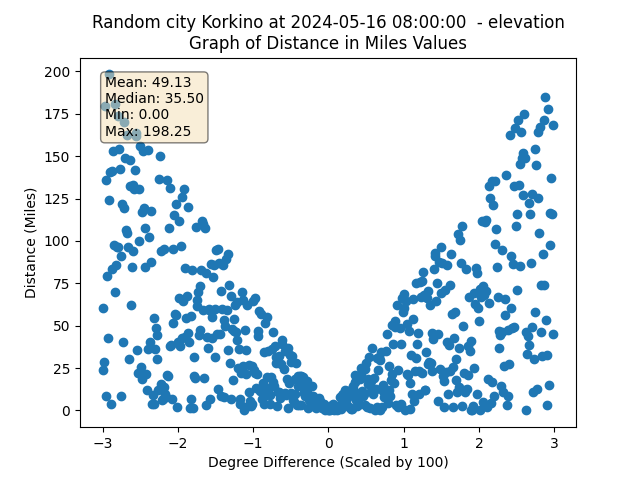 Random city Korkino at 2024-05-16 08:00:00  - elevation
Graph of Distance in Miles Values
Mean: 49.13
Median: 35.50
Min: 0.00
Max: 198.25
Distance (Miles)
200
175
150
125
100
75
50
25
0
−3
−2
−1
0
1
2
3
Degree Difference (Scaled by 100)